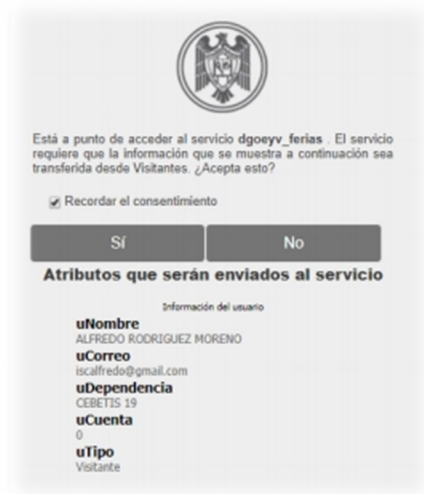 Está a punto de acceder al servicio dgoeyv_ferias . El servicio
requiere que la información que se muestra a continuación sea
transferida desde Visitantes. ¿Acepta esto?
Recordar el consentimiento
Sí
No
Atributos que serán enviados al servicio
Información del usuario
uNombre
ALFREDO RODRIGUEZ MORENO
uCorreo
iscalfredo@gmail.com
uDependencia
CEBETIS 19
uCuenta
0
uTipo
Visitante